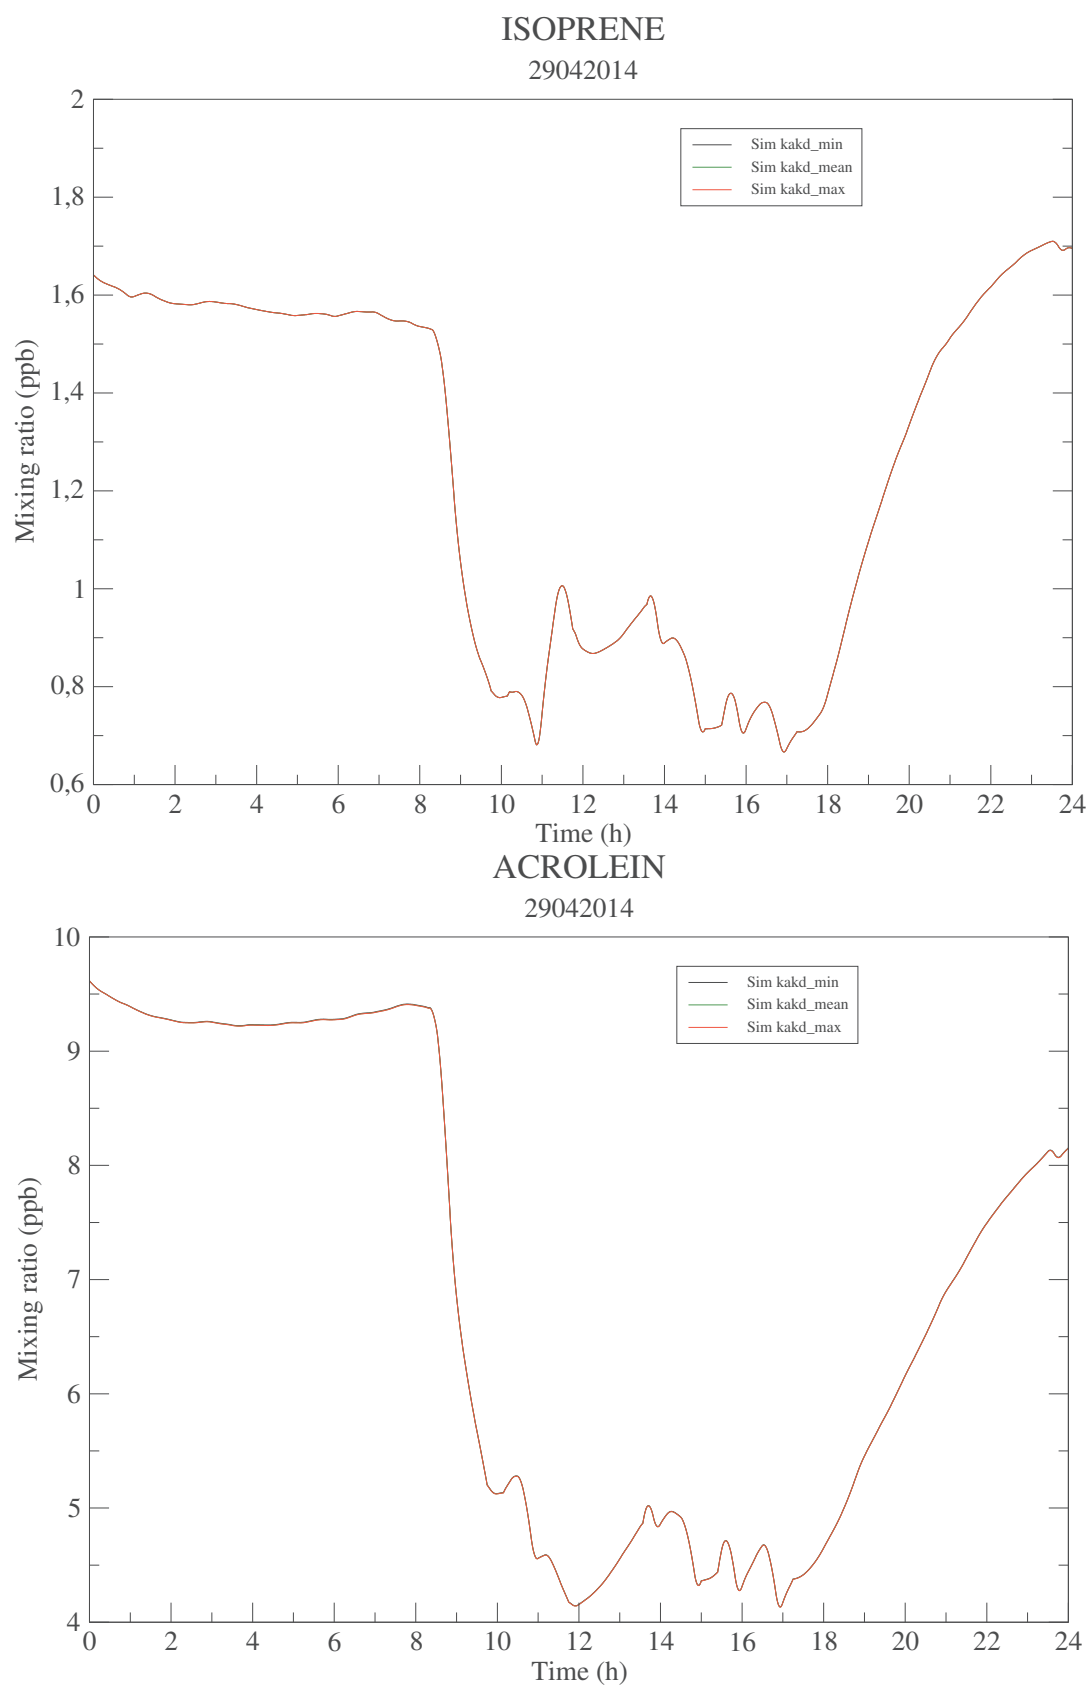 ISOPRENE
29042014
2
1,8
1,6
1,4
1,2
1
0,8
0,6
Mixing ratio (ppb)
Sim kakd_min
Sim kakd_mean
Sim kakd_max
0 2 4 6 8 10 12 14 16 18 20 22 24
Time (h)
ACROLEIN
29042014
10
9
8
7
6
5
4
Mixing ratio (ppb)
Sim kakd_min
Sim kakd_mean
Sim kakd_max
0 2 4 6 8 10 12 14 16 18 20 22 24
Time (h)